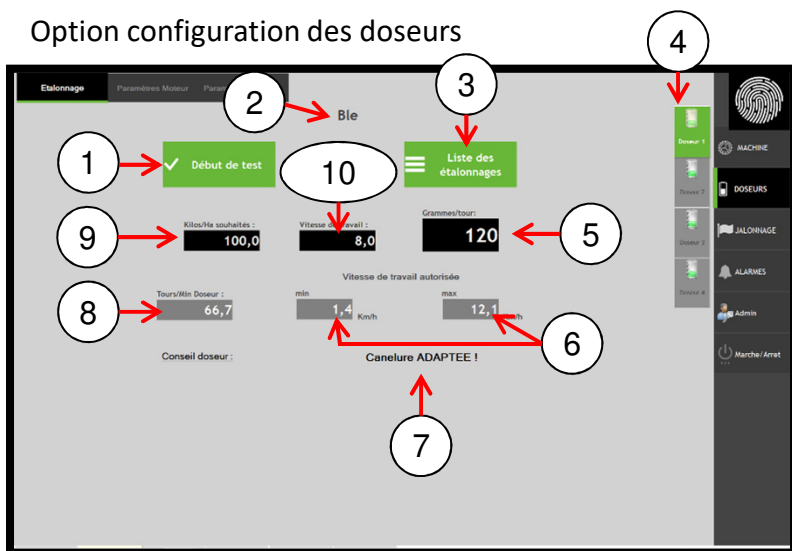 Option configuration des doseurs
4
Etalonnage
Paramètres Moteur
3
2
Ble
Doseur 1
MACHINE
1
Début de test
10
Liste des
étalonnages
DOSEURS
9
Kilos/Ha souhaités :
100,0
Vitesse de travail :
8,0
Grammes/tour:
120
5
JALONNAGE
Vitesse de travail autorisée
ALARMES
8
Tours/Min Doseur :
66,7
min
1,4
Km/h
max
12,1
6
Admin
Conseil doseur :
Canelure ADAPTEE !
Marche/Arret
7